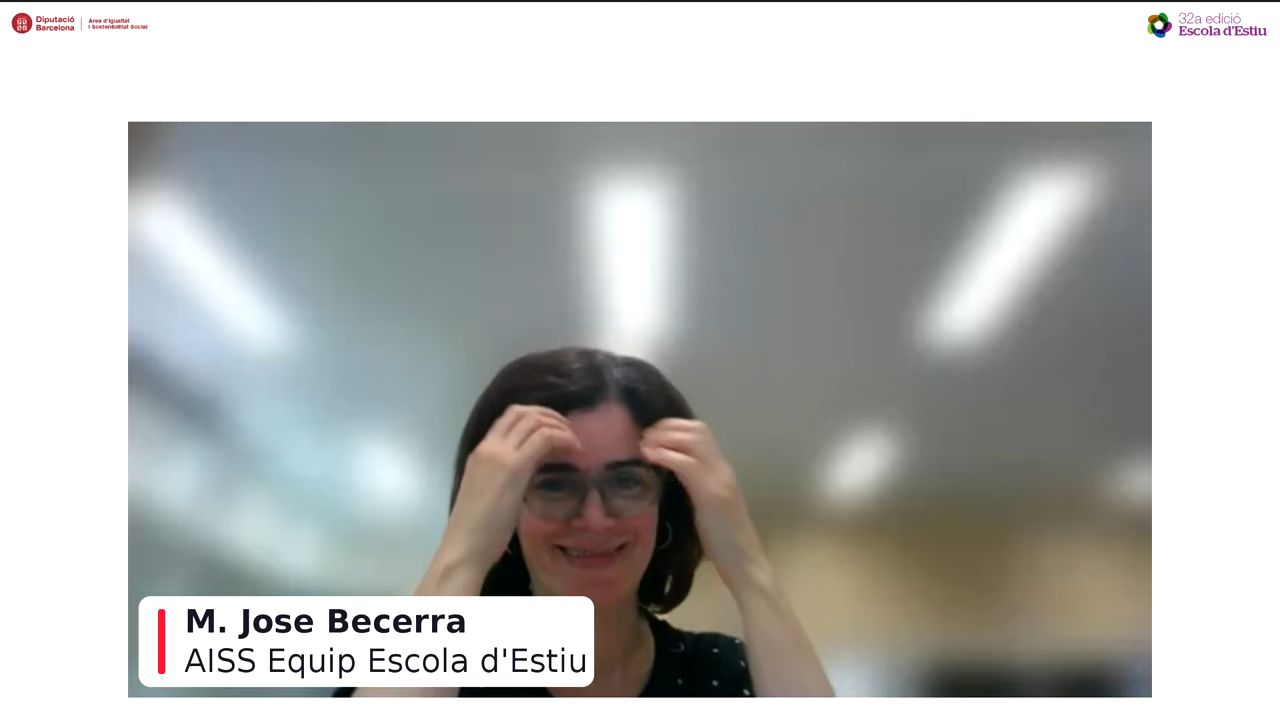 Diputació
Barcelona
Àrea d'Igualtat
i Sostenibilitat Social
32a edició
Escola d'Estiu
M. Jose Becerra
AISS Equip Escola d'Estiu